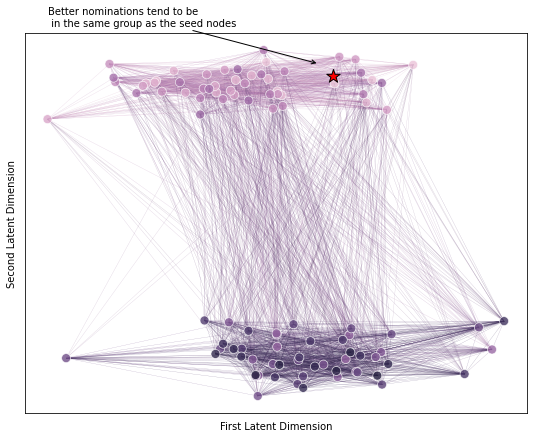 Better nominations tend to be
in the same group as the seed nodes
Second Latent Dimension
First Latent Dimension